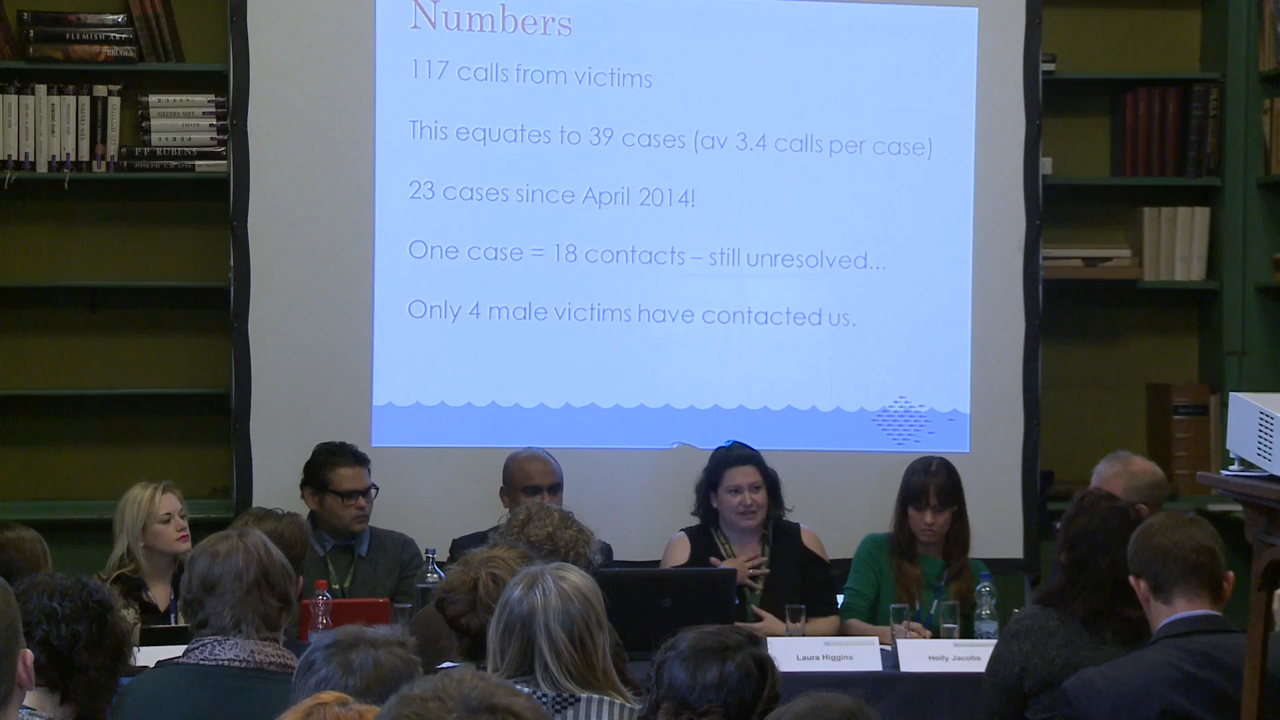 Numbers
117 calls from victims
This equates to 39 cases (av 3.4 calls per case)
23 cases since April 2014!
One case = 18 contacts – still unresolved...
Only 4 male victims have contacted us.
FLEMISH ART
BRUGES
P.P. RUBENS
Laura Higgins
Holly Jacobs